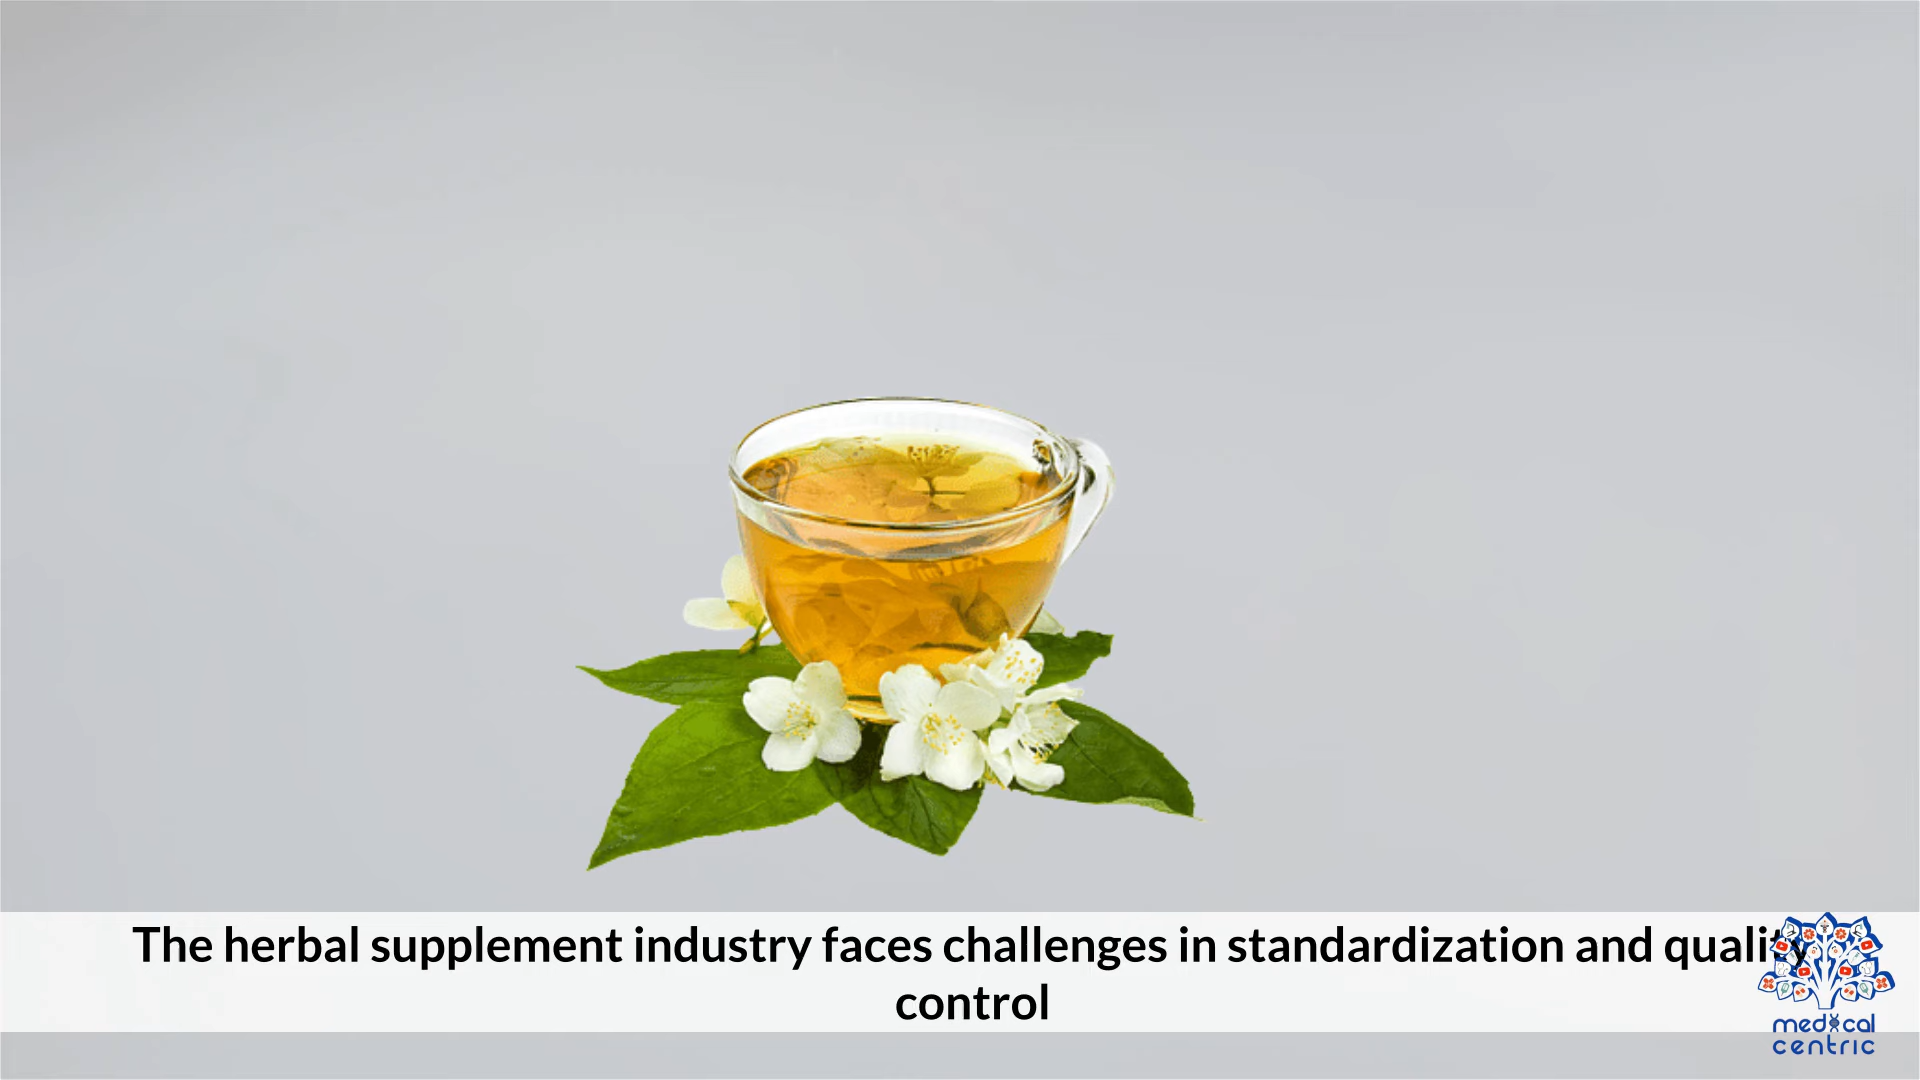 The herbal supplement industry faces challenges in standardization and quality
control
medical
centric